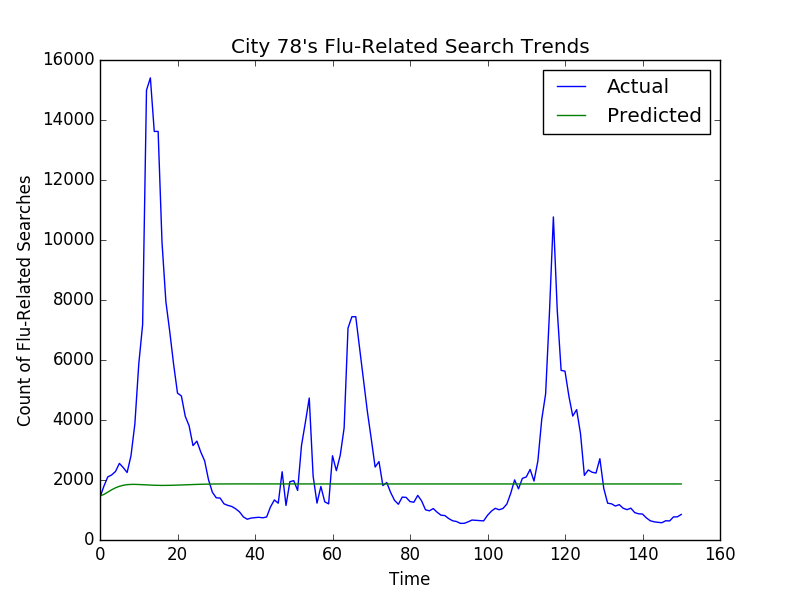 City 78's Flu-Related Search Trends
Actual
Predicted
Count of Flu-Related Searches
16000
14000
12000
10000
8000
6000
4000
2000
0
0 20 40 60 80 100 120 140 160
Time